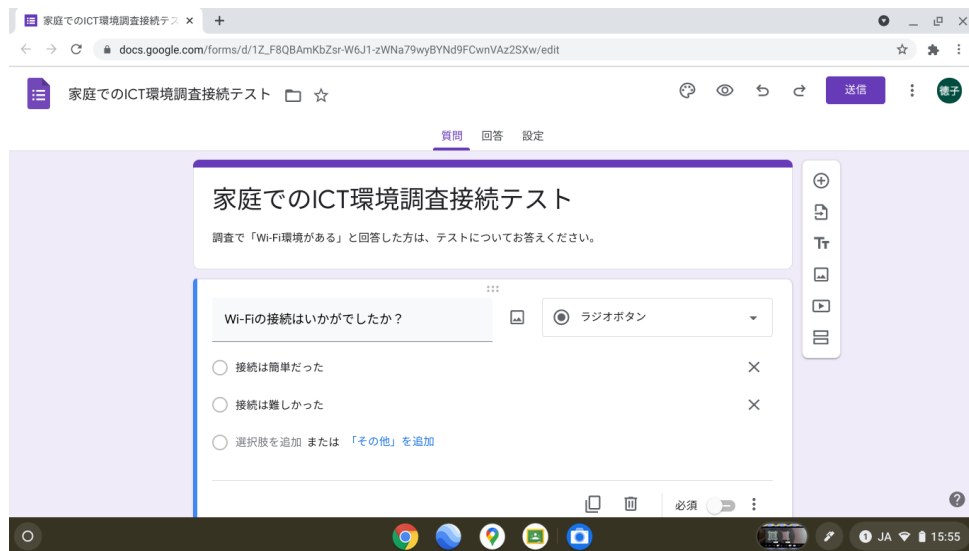 家庭でのICT環境調査接続テス
docs.google.com/forms/d/1Z_F8QBAmKbZsr-W6J1-zWNa79wyBYNd9FCwnVAz2SXw/edit
家庭でのICT環境調査接続テスト
送信
徳子
質問 回答 設定
家庭でのICT環境調査接続テスト
調査で「Wi-Fi環境がある」と回答した方は、テストについてお答えください。
Wi-Fiの接続はいかがでしたか？
ラジオボタン
接続は簡単だった
接続は難しかった
選択肢を追加 または 「その他」を追加
必須
1 JA 15:55